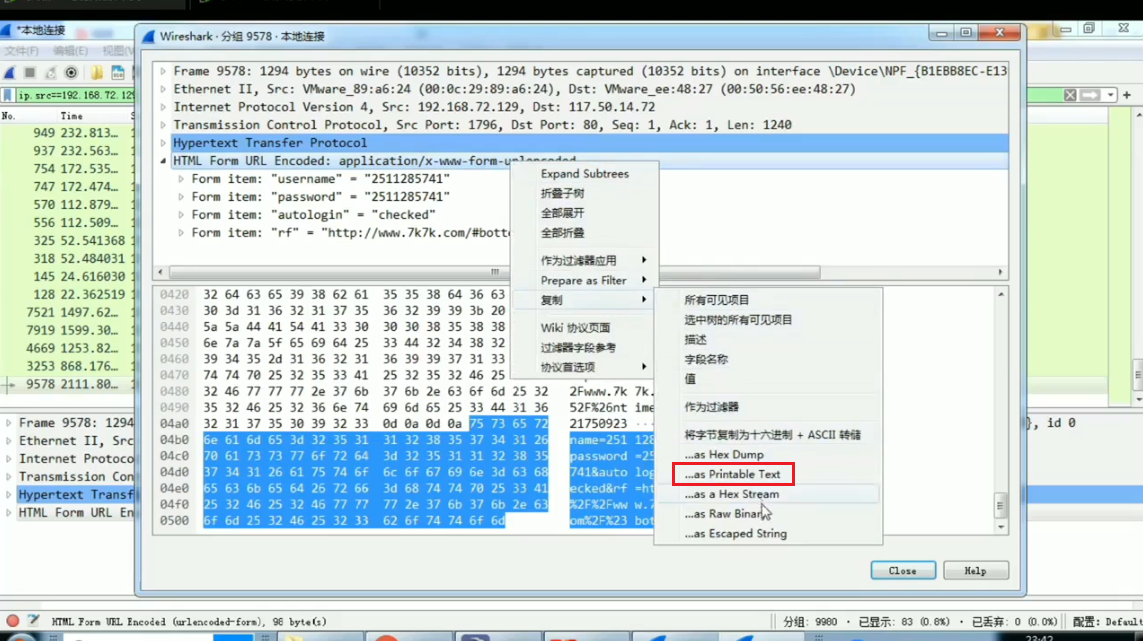 *本地连接
Wireshark · 分组 9578 · 本地连接
文件(F) 编辑(E) 视图(V
ip.src==192.168.72.129
Frame 9578: 1294 bytes on wire (10352 bits), 1294 bytes captured (10352 bits) on interface \Device\NPF_{B1EBB8EC-E13
Ethernet II, Src: VMware_89:a6:24 (00:0c:29:89:a6:24), Dst: VMware_ee:48:27 (00:50:56:ee:48:27)
Internet Protocol Version 4, Src: 192.168.72.129, Dst: 117.50.14.72
Transmission Control Protocol, Src Port: 1796, Dst Port: 80, Seq: 1, Ack: 1, Len: 1240
Hypertext Transfer Protocol
HTML Form URL Encoded: application/x-www-form-urlencoded
Form item: "username" = "2511285741"
Form item: "password" = "2511285741"
Form item: "autologin" = "checked"
Form item: "rf" = "http://www.7k7k.com/#botto
No. Time
949 232.813…
937 232.563…
754 172.535…
747 172.474…
570 112.879…
556 112.509…
325 52.541368
318 52.484031
145 24.616030
128 22.362519
7521 1497.62…
7919 1599.30…
4669 1253.82…
3253 868.176…
9578 2111.80…
Frame 9578: 1294
Ethernet II, Src
Internet Protoco
Transmission Con
Hypertext Transf
HTML Form URL En
}, id 0
0420 32 64 63 65 39 38 62 61 35 35 38 64 36 63
0430 30 3d 31 36 32 31 37 35 36 32 39 39 3b 20
0440 5a 5a 44 41 54 41 33 30 30 30 38 35 38 38
0450 6e 7a 7a 5f 65 69 64 25 33 44 32 34 38 32
0460 39 34 35 2d 31 36 32 31 36 39 39 37 31 33
0470 74 74 70 25 32 35 33 41 25 32 35 32 46 25
0480 32 46 77 77 77 2e 37 6b 37 6b 2e 63 6f 6d 25 32 2Fwww.7k 7k.
0490 35 32 46 25 32 36 6e 74 69 6d 65 25 33 44 31 36 52F%26nt ime
04a0 32 31 37 35 30 39 32 33 0d 0a 0d 0a 75 73 65 72 21750923 ···
04b0 6e 61 6d 65 3d 32 35 31 31 32 38 35 37 34 31 26 name=251 128
04c0 70 61 73 73 77 6f 72 64 3d 32 35 31 31 32 38 35 password =25
04d0 37 34 31 26 61 75 74 6f 6c 6f 67 69 6e 3d 63 68 741&auto log
04e0 65 63 6b 65 64 26 72 66 3d 68 74 74 70 25 33 41 ecked&rf =ht
04f0 25 32 46 25 32 46 77 77 77 2e 37 6b 37 6b 2e 63 %2F%2Fww w.7
0500 6f 6d 25 32 46 25 32 33 62 6f 74 74 6f 6d om%2F%23 bot
Expand Subtrees
折叠子树
全部展开
全部折叠
作为过滤器应用
Prepare as Filter
复制
Wiki 协议页面
过滤器字段参考
协议首选项
所有可见项目
选中树的所有可见项目
描述
字段名称
值
作为过滤器
将字节复制为十六进制 + ASCII 转储
...as Hex Dump
...as Printable Text
...as a Hex Stream
...as Raw Binary
...as Escaped String
Close Help
HTML Form URL Encoded (urlencoded-form), 98 byte(s)
分组: 9980 · 已显示: 83 (0.8%) · 已丢弃: 0 (0.0%)
配置: Defaul
23:42